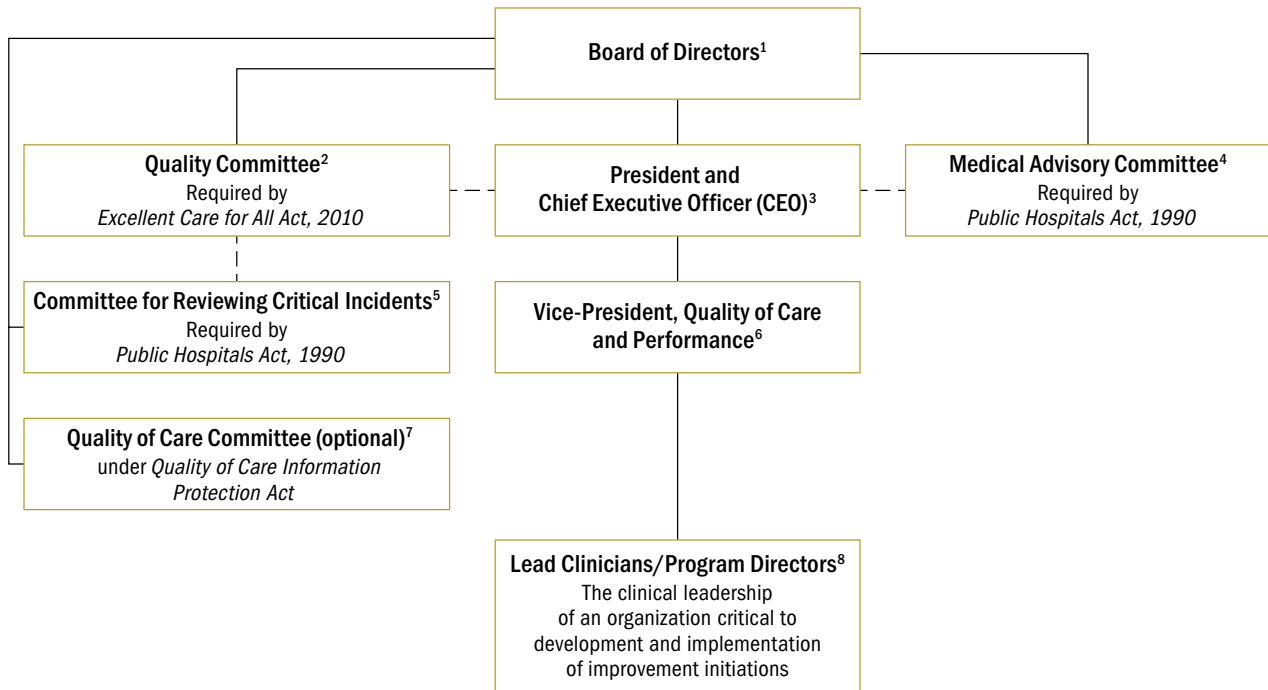 Board of Directors¹
Quality Committee²
Required by
Excellent Care for All Act, 2010
President and
Chief Executive Officer (CEO)³
Medical Advisory Committee⁴
Required by
Public Hospitals Act, 1990
Committee for Reviewing Critical Incidents⁵
Required by
Public Hospitals Act, 1990
Vice-President, Quality of Care
and Performance⁶
Quality of Care Committee (optional)⁷
under Quality of Care Information
Protection Act
Lead Clinicians/Program Directors⁸
The clinical leadership
of an organization critical to
development and implementation
of improvement initiations